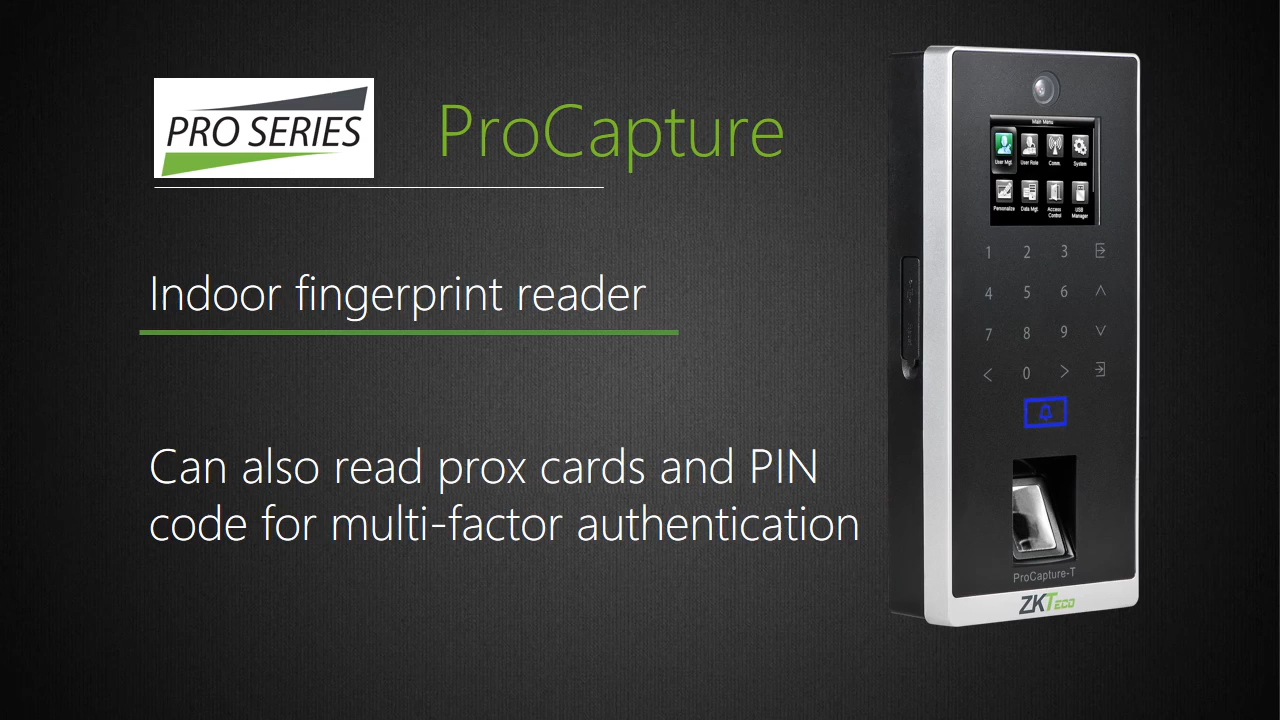 PRO SERIES
ProCapture
Indoor fingerprint reader
Can also read prox cards and PIN
code for multi-factor authentication
Main Menu
User Mgt. User Role Comm. System
Personalize Data Mgt. Access Control USB Manager
1 2 3
4 5 6
7 8 9
< 0 >
ProCapture-T
ZKTeco